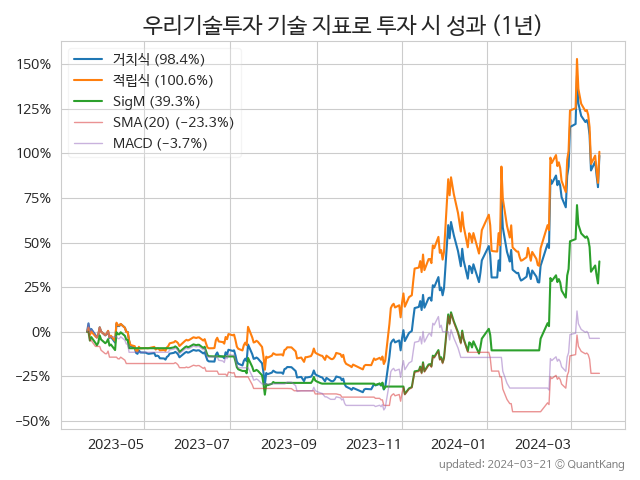 우리기술투자 기술 지표로 투자 시 성과 (1년)
150%
125%
100%
75%
50%
25%
0%
−25%
−50%
거치식 (98.4%)
적립식 (100.6%)
SigM (39.3%)
SMA(20) (−23.3%)
MACD (−3.7%)
2023−05
2023−07
2023−09
2023−11
2024−01
2024−03
updated: 2024−03−21 © QuantKang